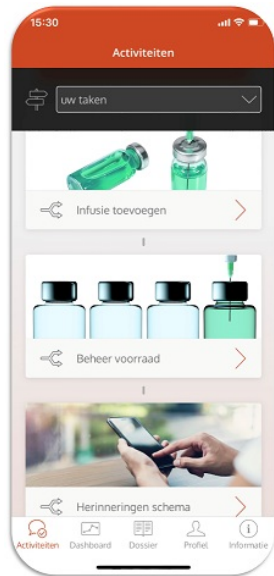 15:30
Activiteiten
uw taken
Infusie toevoegen
Beheer voorraad
Herinneringen schema
Activiteiten Dashboard Dossier Profiel Informatie